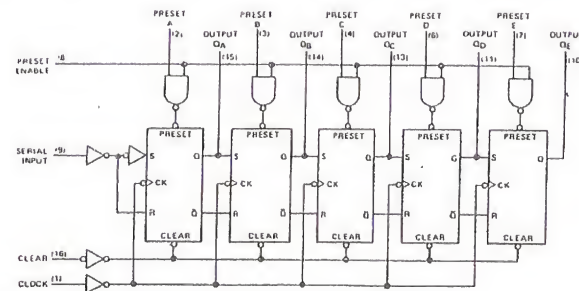 PRESET PRESET PRESET PRESET PRESET
A B C D E
OUTPUT OUTPUT OUTPUT OUTPUT OUTPUT
(2) QA (3) QB (4) QC (6) QD (7) QE
(15) (14) (13) (11) (10)
PRESET
ENABLE
PRESET PRESET PRESET PRESET PRESET
SERIAL
INPUT (9)
S Q S Q S Q S Q S Q
CK CK CK CK CK
R Q̄ R Q̄ R Q̄ R Q̄ R
CLEAR CLEAR CLEAR CLEAR CLEAR
CLEAR (16)
CLOCK (1)